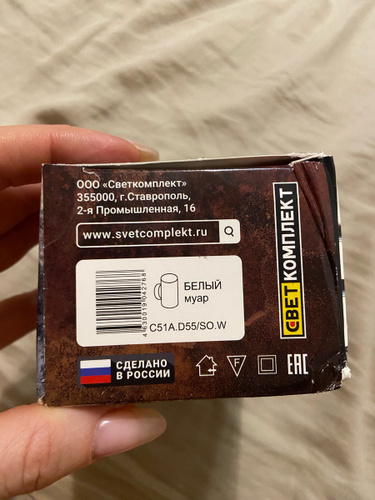 ООО «Светкомплект»
355000, г.Ставрополь,
2-я Промышленная, 16
www.svetcomplekt.ru
СВЕТКОМПЛЕКТ
БЕЛЫЙ
муар
4630019042768
C51A.D55/SO.W
СДЕЛАНО
В РОССИИ
F
EAC